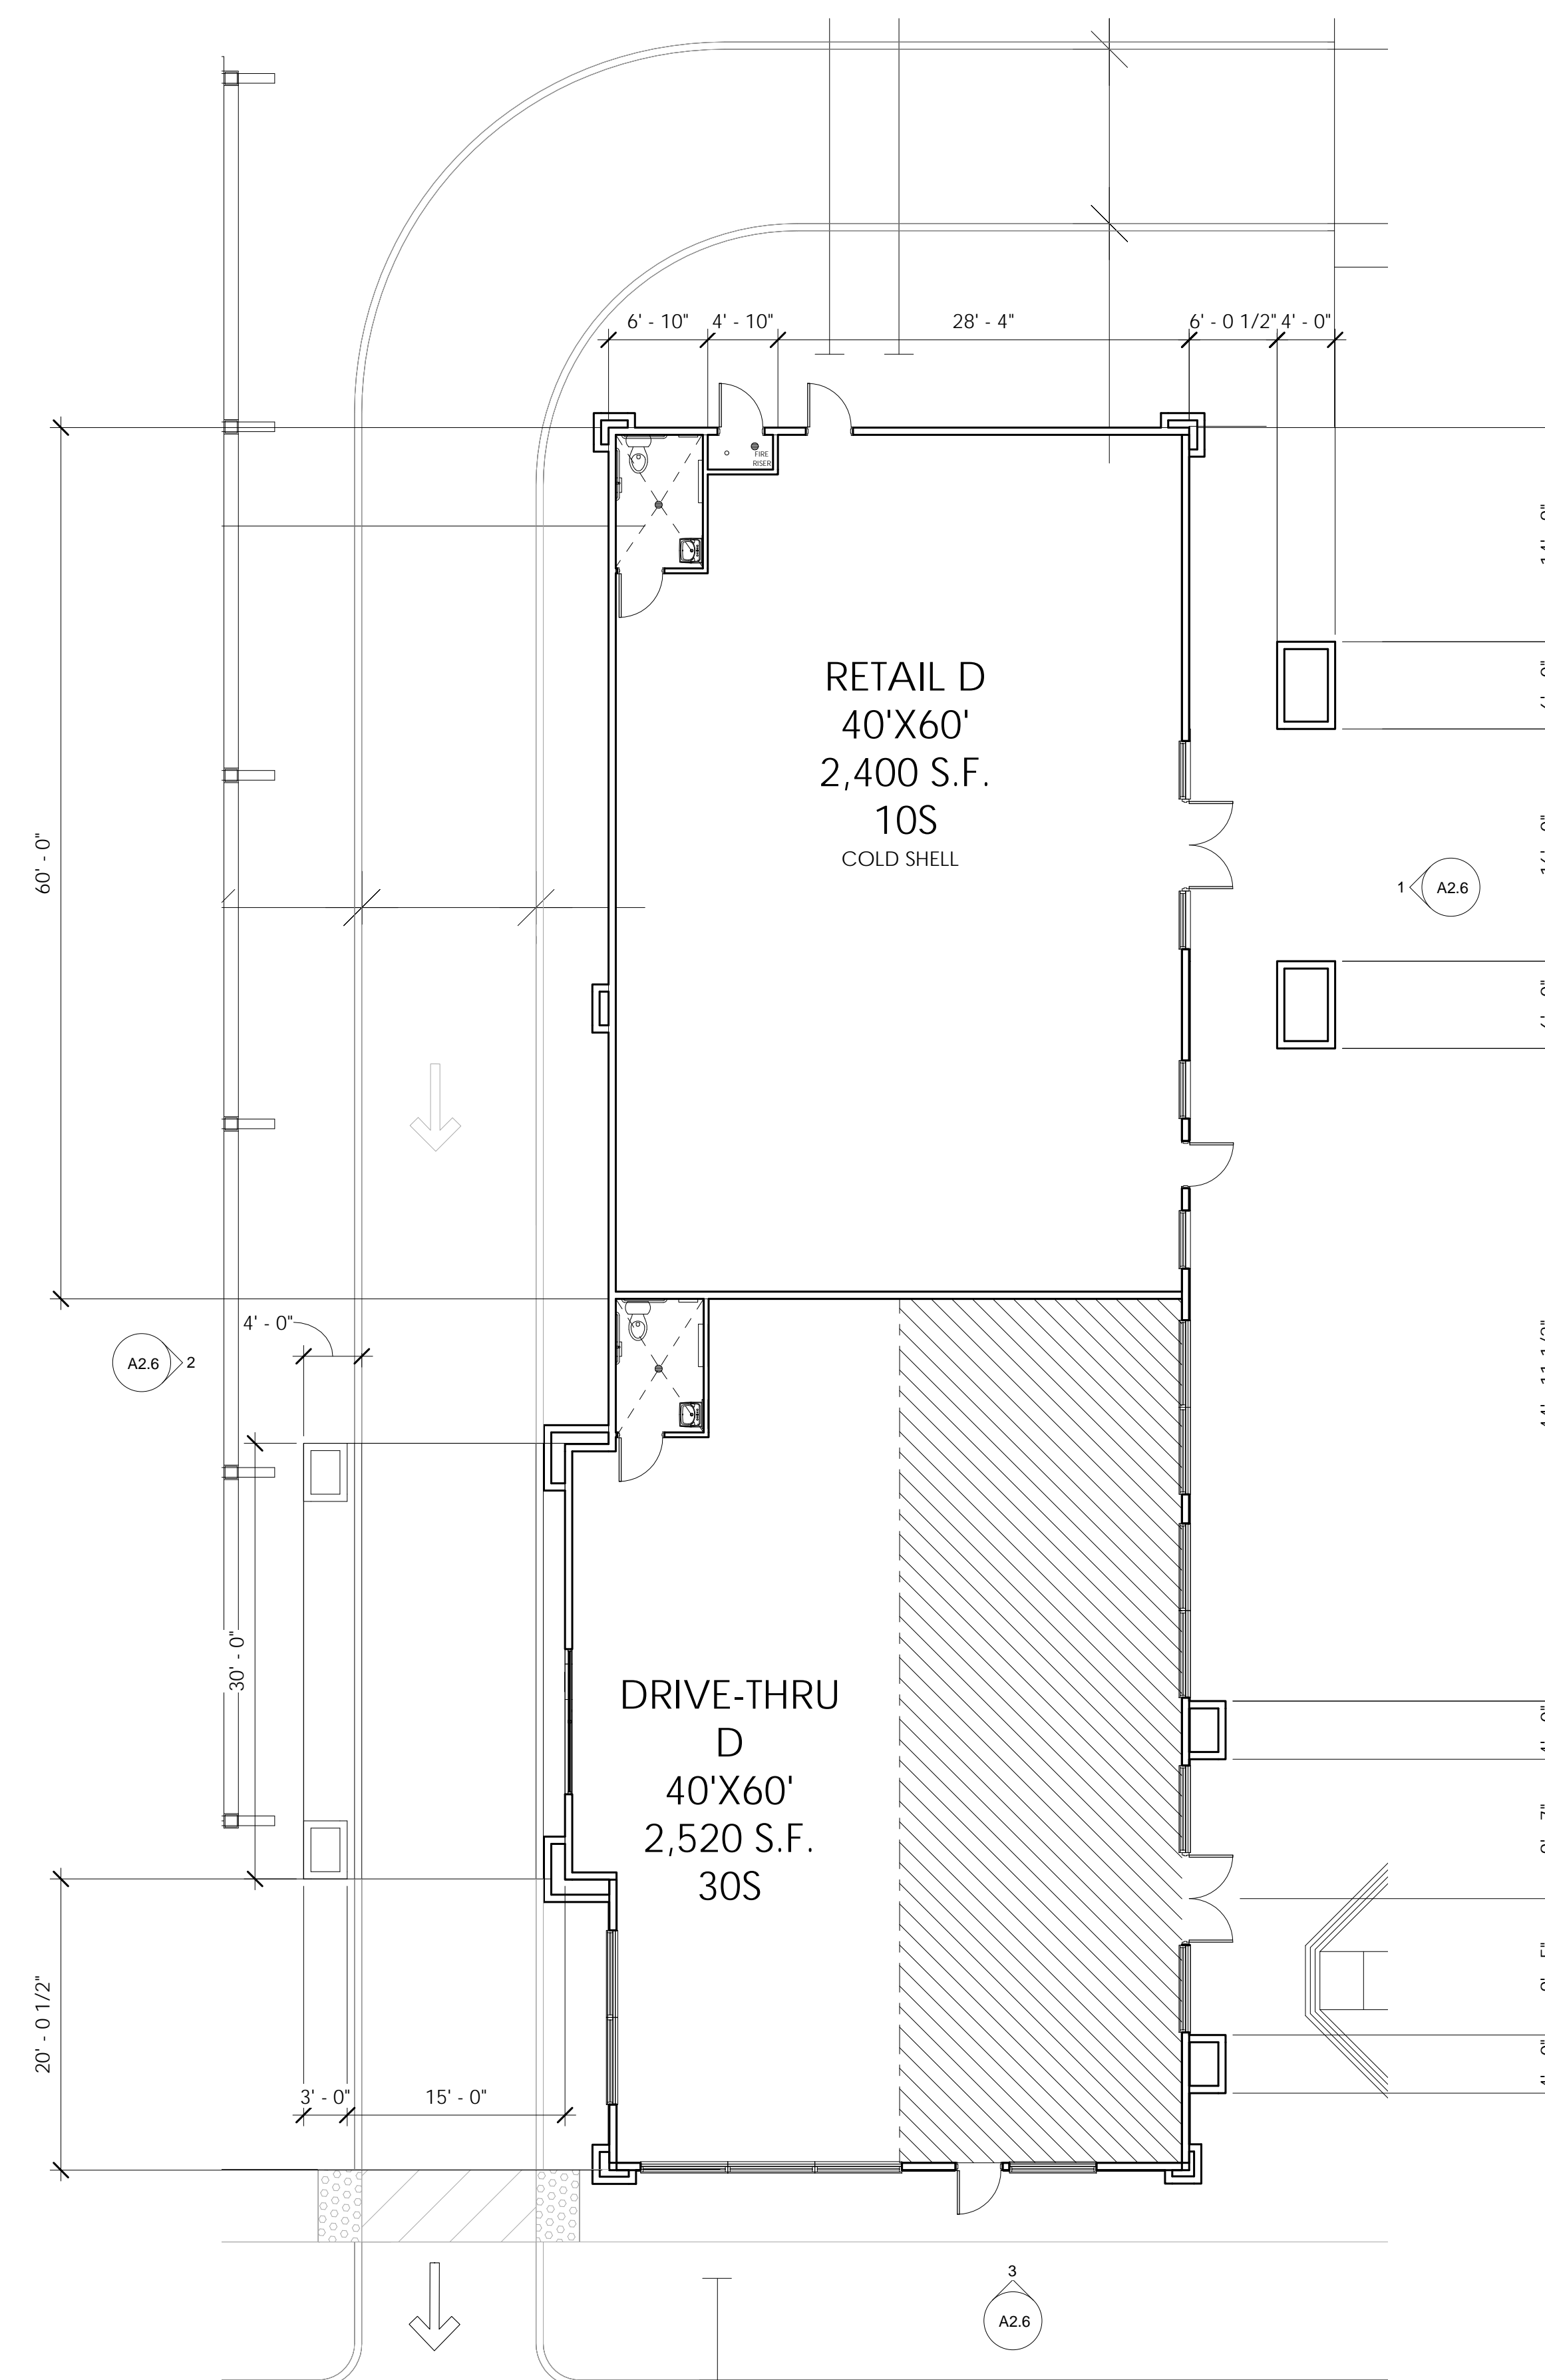 6' - 10" 4' - 10" 28' - 4" 6' - 0 1/2" 4' - 0"
FIRE
RISER
RETAIL D
40'X60'
2,400 S.F.
10S
COLD SHELL
60' - 0"
1 A2.6
4' - 0"
A2.6 2
30' - 0"
DRIVE-THRU
D
40'X60'
2,520 S.F.
30S
20' - 0 1/2"
3' - 0" 15' - 0"
3
A2.6